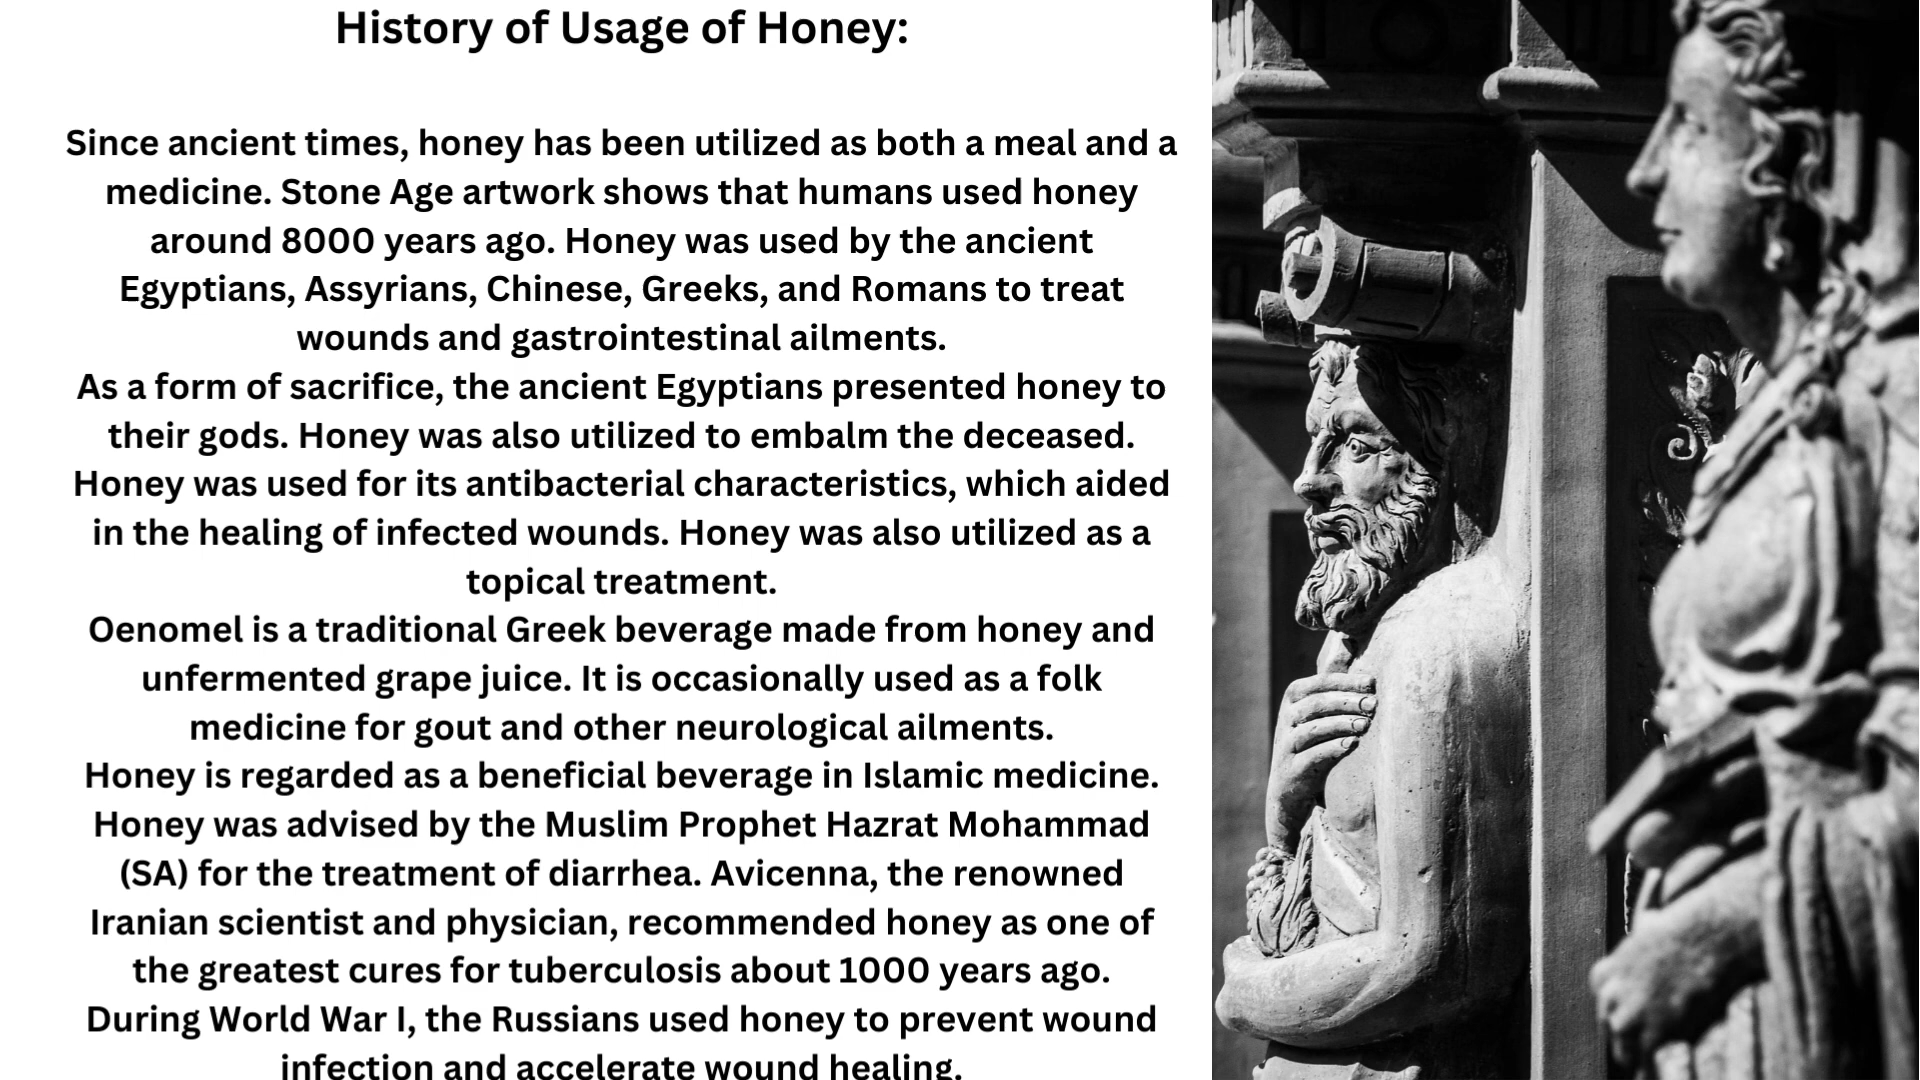 History of Usage of Honey:
Since ancient times, honey has been utilized as both a meal and a
medicine. Stone Age artwork shows that humans used honey
around 8000 years ago. Honey was used by the ancient
Egyptians, Assyrians, Chinese, Greeks, and Romans to treat
wounds and gastrointestinal ailments.
As a form of sacrifice, the ancient Egyptians presented honey to
their gods. Honey was also utilized to embalm the deceased.
Honey was used for its antibacterial characteristics, which aided
in the healing of infected wounds. Honey was also utilized as a
topical treatment.
Oenomel is a traditional Greek beverage made from honey and
unfermented grape juice. It is occasionally used as a folk
medicine for gout and other neurological ailments.
Honey is regarded as a beneficial beverage in Islamic medicine.
Honey was advised by the Muslim Prophet Hazrat Mohammad
(SA) for the treatment of diarrhea. Avicenna, the renowned
Iranian scientist and physician, recommended honey as one of
the greatest cures for tuberculosis about 1000 years ago.
During World War I, the Russians used honey to prevent wound
infection and accelerate wound healing.